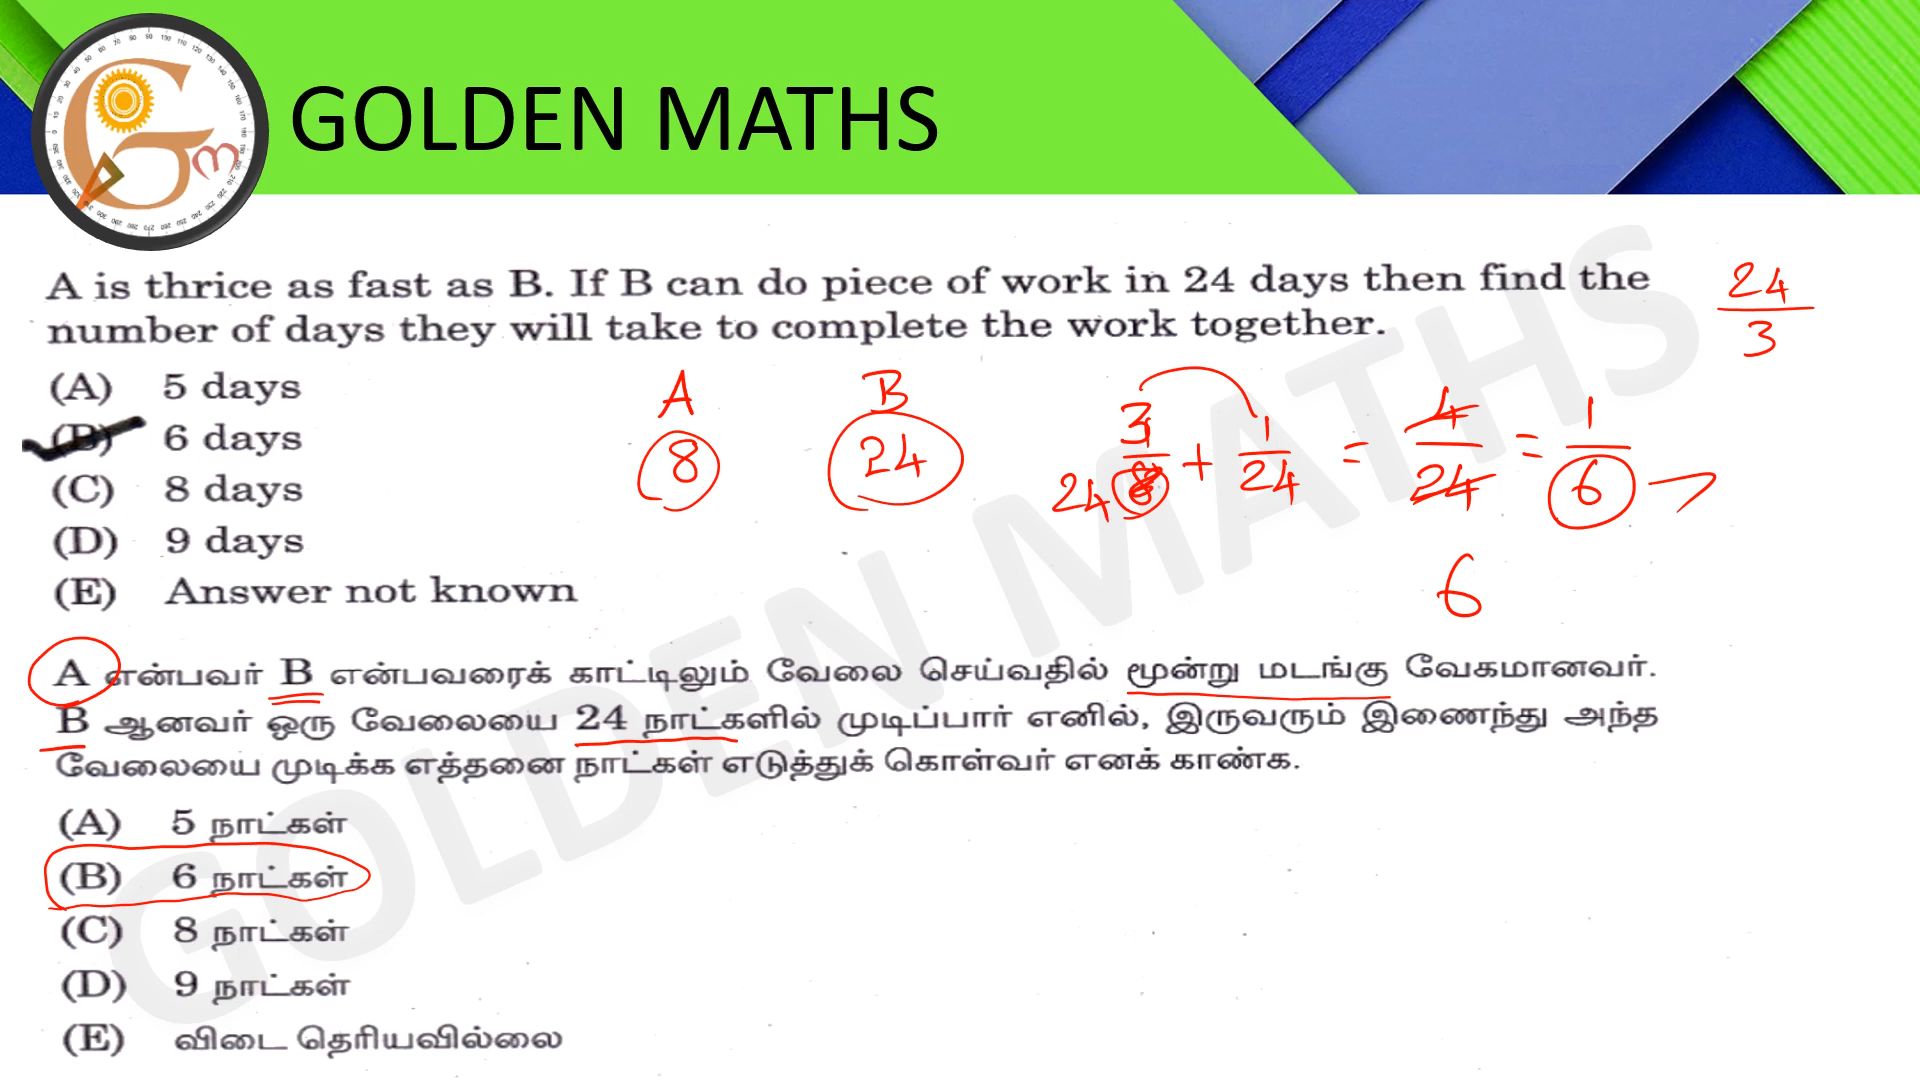 GOLDEN MATHS
A is thrice as fast as B. If B can do piece of work in 24 days then find the
number of days they will take to complete the work together.
24
3
(A) 5 days
(B) 6 days
(C) 8 days
(D) 9 days
(E) Answer not known
A B
8 24
3/24 8 + 1/24 = 4/24 = 1/6
6
A என்பவர் B என்பவரைக் காட்டிலும் வேலை செய்வதில் மூன்று மடங்கு வேகமானவர்.
B ஆனவர் ஒரு வேலையை 24 நாட்களில் முடிப்பார் எனில், இருவரும் இணைந்து அந்த
வேலையை முடிக்க எத்தனை நாட்கள் எடுத்துக் கொள்வர் எனக் காண்க.
(A) 5 நாட்கள்
(B) 6 நாட்கள்
(C) 8 நாட்கள்
(D) 9 நாட்கள்
(E) விடை தெரியவில்லை
GOLDEN MATHS